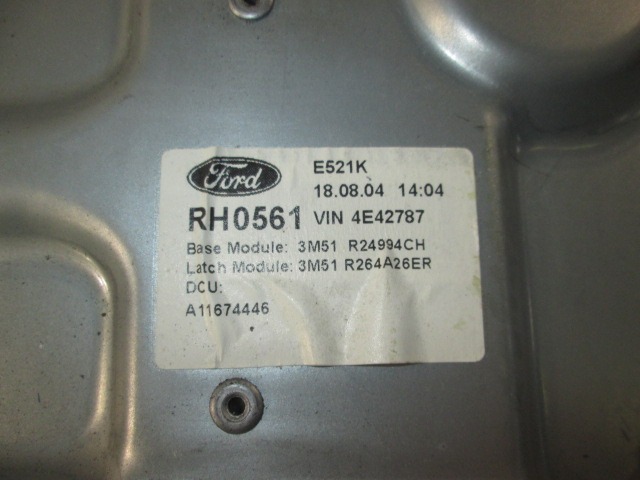 Ford
E521K
18.08.04 14:04
RH0561 VIN 4E42787
Base Module: 3M51 R24994CH
Latch Module: 3M51 R264A26ER
DCU:
A11674446